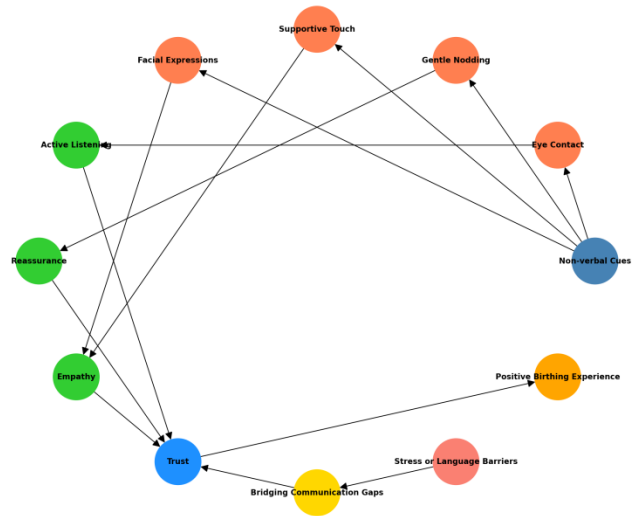 Supportive Touch
Facial Expressions
Gentle Nodding
Active Listening
Eye Contact
Reassurance
Non-verbal Cues
Empathy
Positive Birthing Experience
Trust
Stress or Language Barriers
Bridging Communication Gaps